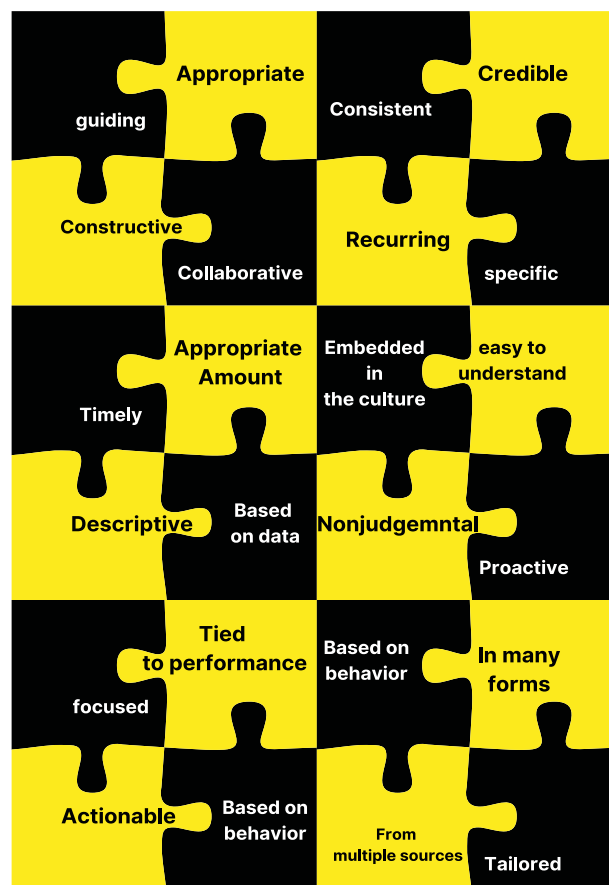 guiding
Appropriate
Consistent
Credible
Constructive
Collaborative
Recurring
specific
Timely
Appropriate
Amount
Embedded
in
the culture
easy to
understand
Descriptive
Based
on data
Nonjudgemntal
Proactive
focused
Tied
to performance
Based on
behavior
In many
forms
Actionable
Based on
behavior
From
multiple sources
Tailored